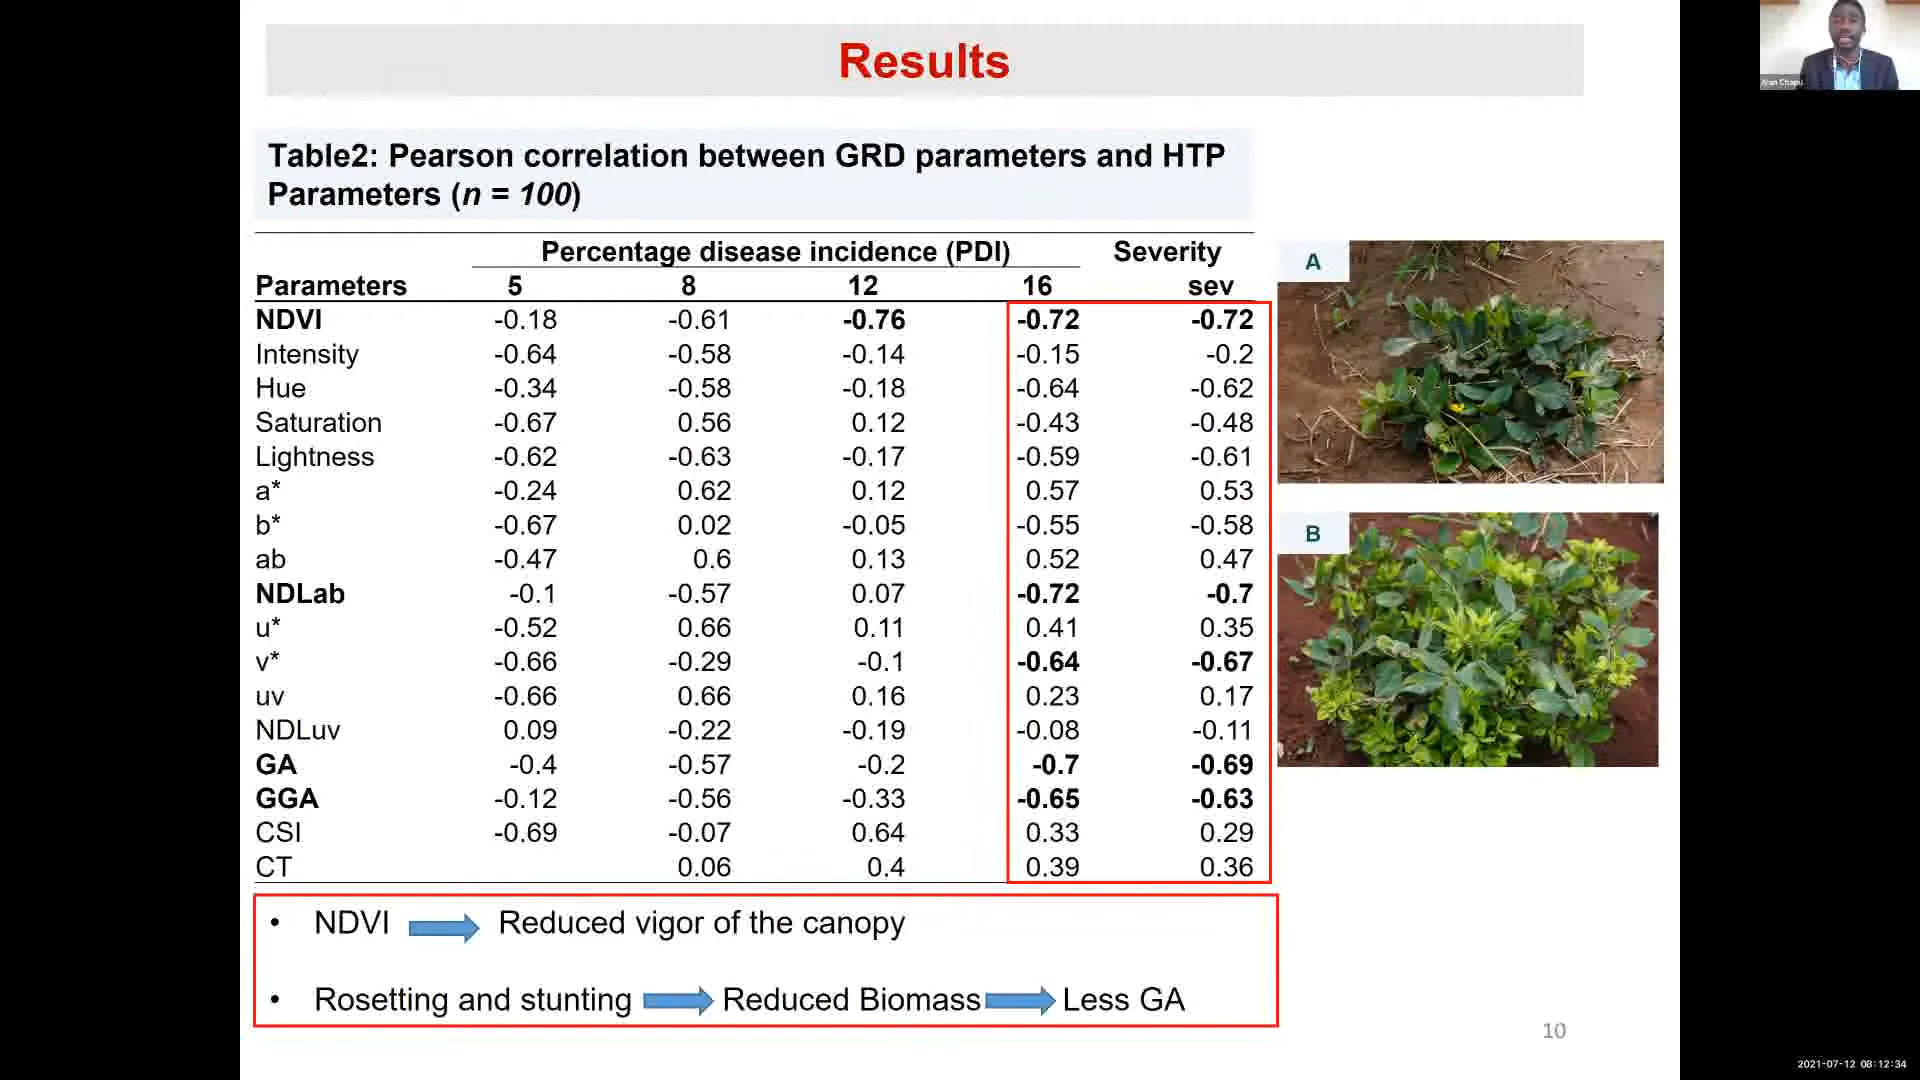 Results
Table2: Pearson correlation between GRD parameters and HTP
Parameters (n = 100)
Percentage disease incidence (PDI) Severity
Parameters 5 8 12 16 sev
NDVI -0.18 -0.61 -0.76 -0.72 -0.72
Intensity -0.64 -0.58 -0.14 -0.15 -0.2
Hue -0.34 -0.58 -0.18 -0.64 -0.62
Saturation -0.67 0.56 0.12 -0.43 -0.48
Lightness -0.62 -0.63 -0.17 -0.59 -0.61
a* -0.24 0.62 0.12 0.57 0.53
b* -0.67 0.02 -0.05 -0.55 -0.58
ab -0.47 0.6 0.13 0.52 0.47
NDLab -0.1 -0.57 0.07 -0.72 -0.7
u* -0.52 0.66 0.11 0.41 0.35
v* -0.66 -0.29 -0.1 -0.64 -0.67
uv -0.66 0.66 0.16 0.23 0.17
NDLuv 0.09 -0.22 -0.19 -0.08 -0.11
GA -0.4 -0.57 -0.2 -0.7 -0.69
GGA -0.12 -0.56 -0.33 -0.65 -0.63
CSI -0.69 -0.07 0.64 0.33 0.29
CT 0.06 0.4 0.39 0.36
A
B
• NDVI Reduced vigor of the canopy
• Rosetting and stunting Reduced Biomass Less GA
10
2021-07-12 08:12:34